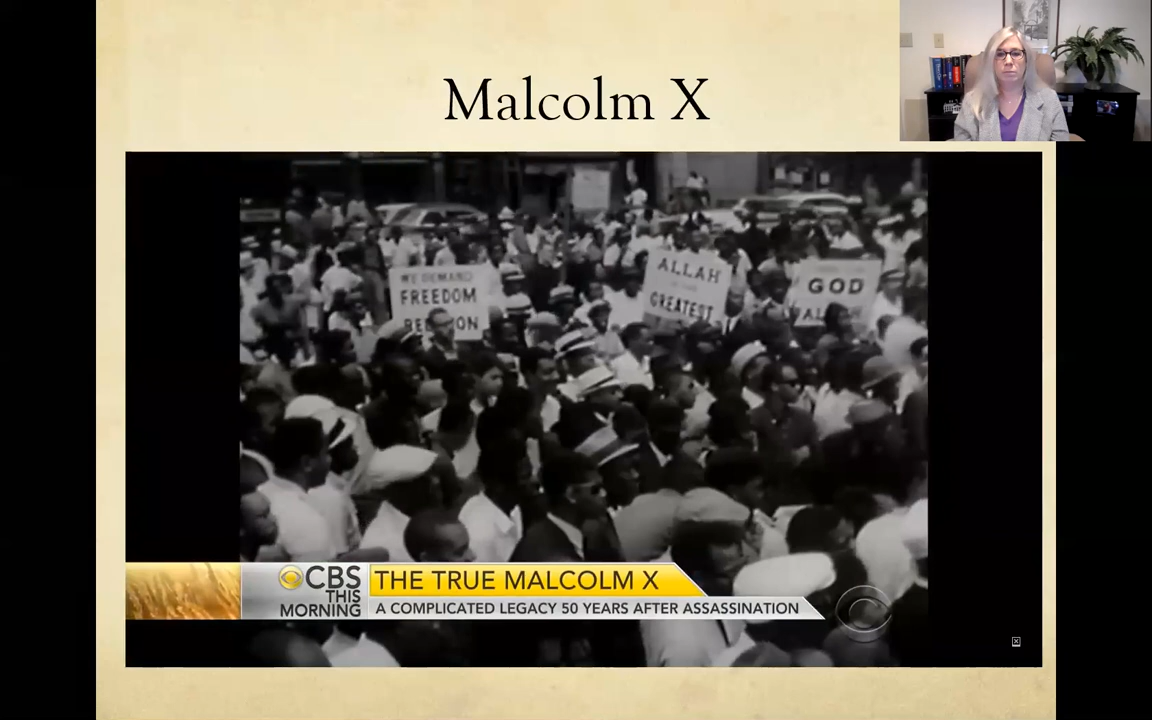 Malcolm X
WE DEMAND
FREEDOM
ALLAH
GREATEST
GOD
CBS
THIS
MORNING
THE TRUE MALCOLM X
A COMPLICATED LEGACY 50 YEARS AFTER ASSASSINATION